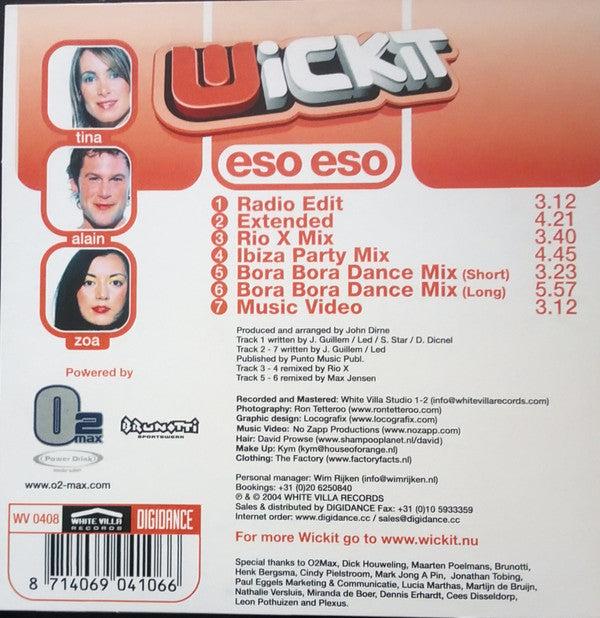 WiCKiT
tina
alain
zoa
eso eso
1 Radio Edit 3.12
2 Extended 4.21
3 Rio X Mix 3.40
4 Ibiza Party Mix 4.45
5 Bora Bora Dance Mix (Short) 3.23
6 Bora Bora Dance Mix (Long) 5.57
7 Music Video 3.12
Produced and arranged by John Dirne
Track 1 written by J. Guillem / Led / S. Star / D. Dicnel
Track 2 - 7 written by J. Guillem / Led
Published by Punto Music Publ.
Track 3 - 4 remixed by Rio X
Track 5 - 6 remixed by Max Jensen
Powered by
O2
max
Power Drink
www.o2-max.com
BRUNOTTI
SPORTSWEAR
Recorded and Mastered: White Villa Studio 1-2 (info@whitevillarecords.com)
Photography: Ron Tetteroo (www.rontetteroo.com)
Graphic design: Locografix (www.locografix.com)
Music Video: No Zapp Productions (www.nozapp.com)
Hair: David Prowse (www.shampooplanet.nl/david)
Make Up: Kym (kym@houseoforange.nl)
Clothing: The Factory (www.factoryfacts.nl)
Personal manager: Wim Rijken (info@wimrijken.nl)
Bookings: +31 (0)20 6250840
℗ & © 2004 WHITE VILLA RECORDS
Sales & distributed by DIGIDANCE Fax: +31 (0)10 5933359
Internet order: www.digidance.cc / sales@digidance.cc
For more Wickit go to www.wickit.nu
WV 0408
WHITE VILLA
RECORDS
DIGIDANCE
8 714069 041066
Special thanks to O2Max, Dick Houweling, Maarten Poelmans, Brunotti,
Henk Bergsma, Cindy Pielstroom, Mark Jong A Pin, Jonathan Tobing,
Paul Eggels Marketing & Communicatie, Lucia Marthas, Martijn de Bruijn,
Nathalie Versluis, Miranda de Boer, Dennis Erhardt, Cees Disseldorp,
Leon Pothuizen and Plexus.